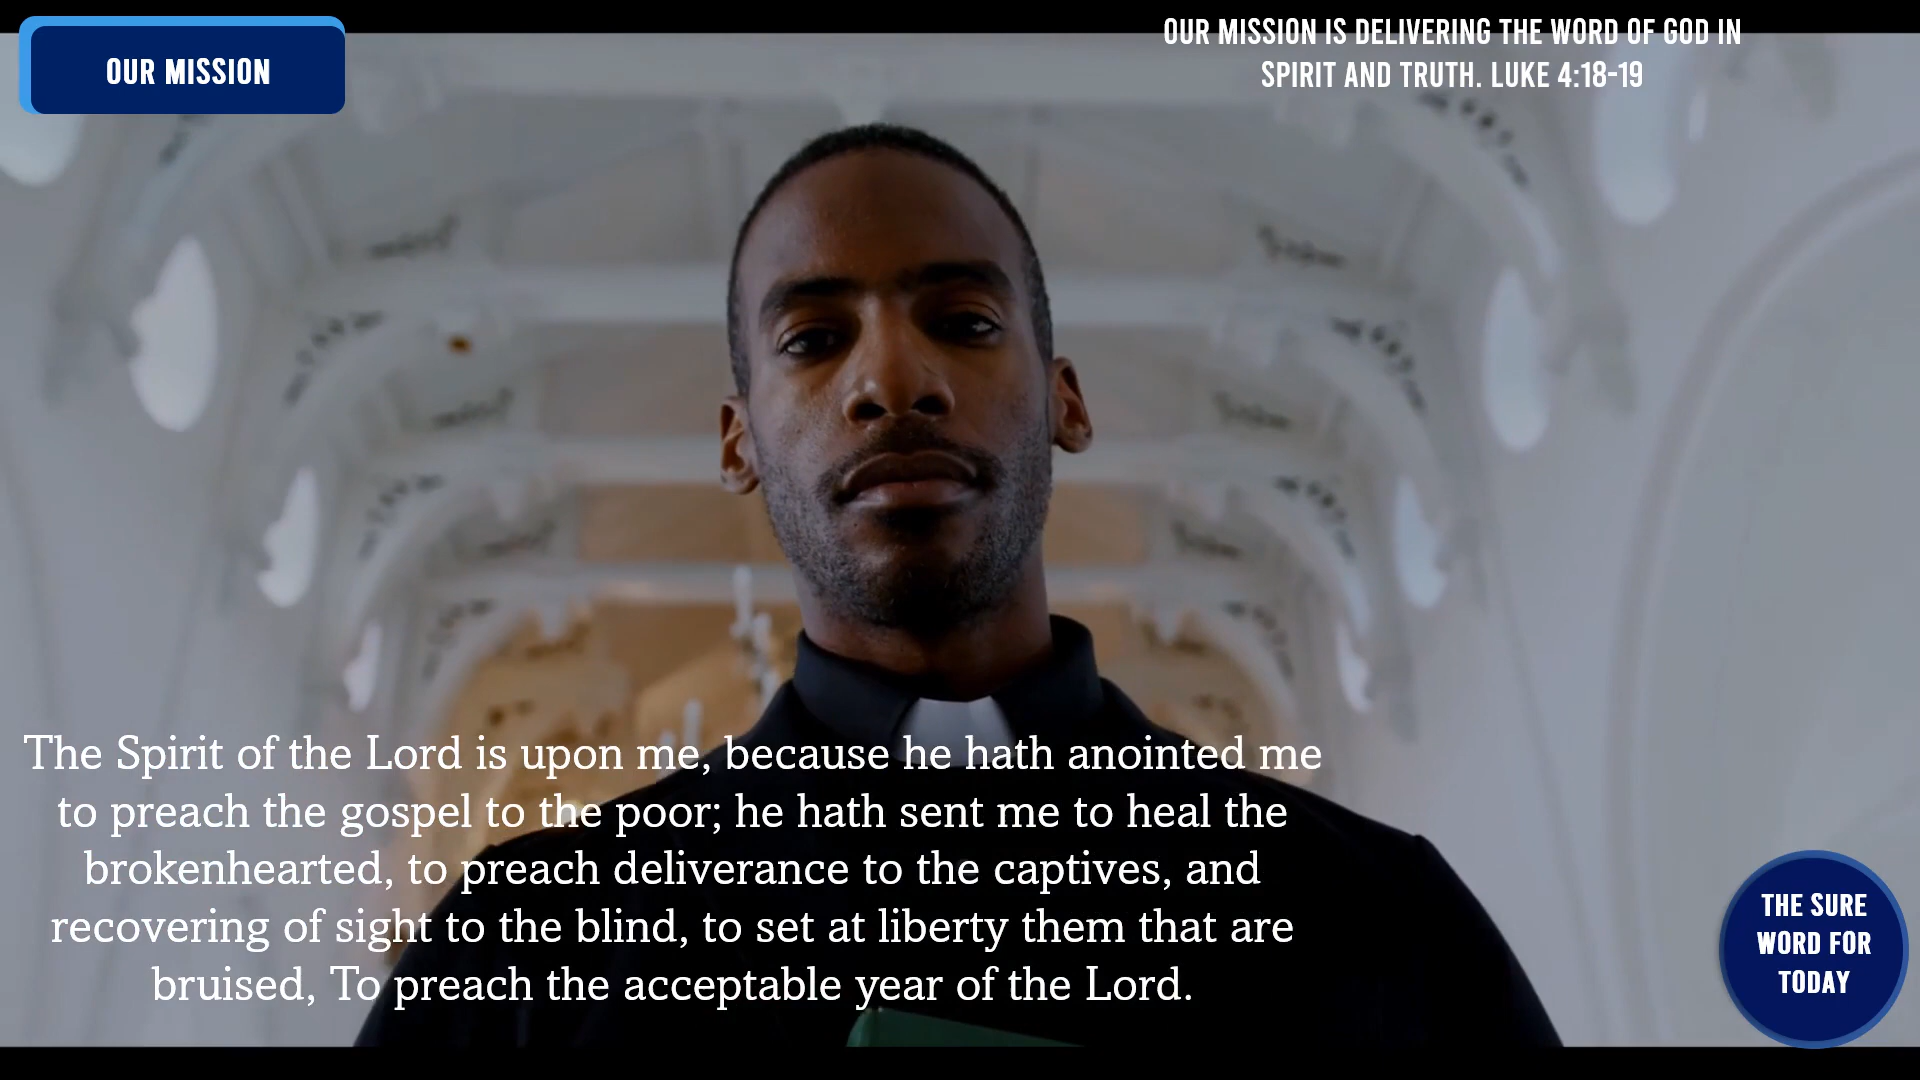 OUR MISSION
OUR MISSION IS DELIVERING THE WORD OF GOD IN
SPIRIT AND TRUTH. LUKE 4:18-19
The Spirit of the Lord is upon me, because he hath anointed me
to preach the gospel to the poor; he hath sent me to heal the
brokenhearted, to preach deliverance to the captives, and
recovering of sight to the blind, to set at liberty them that are
bruised, To preach the acceptable year of the Lord.
THE SURE
WORD FOR
TODAY